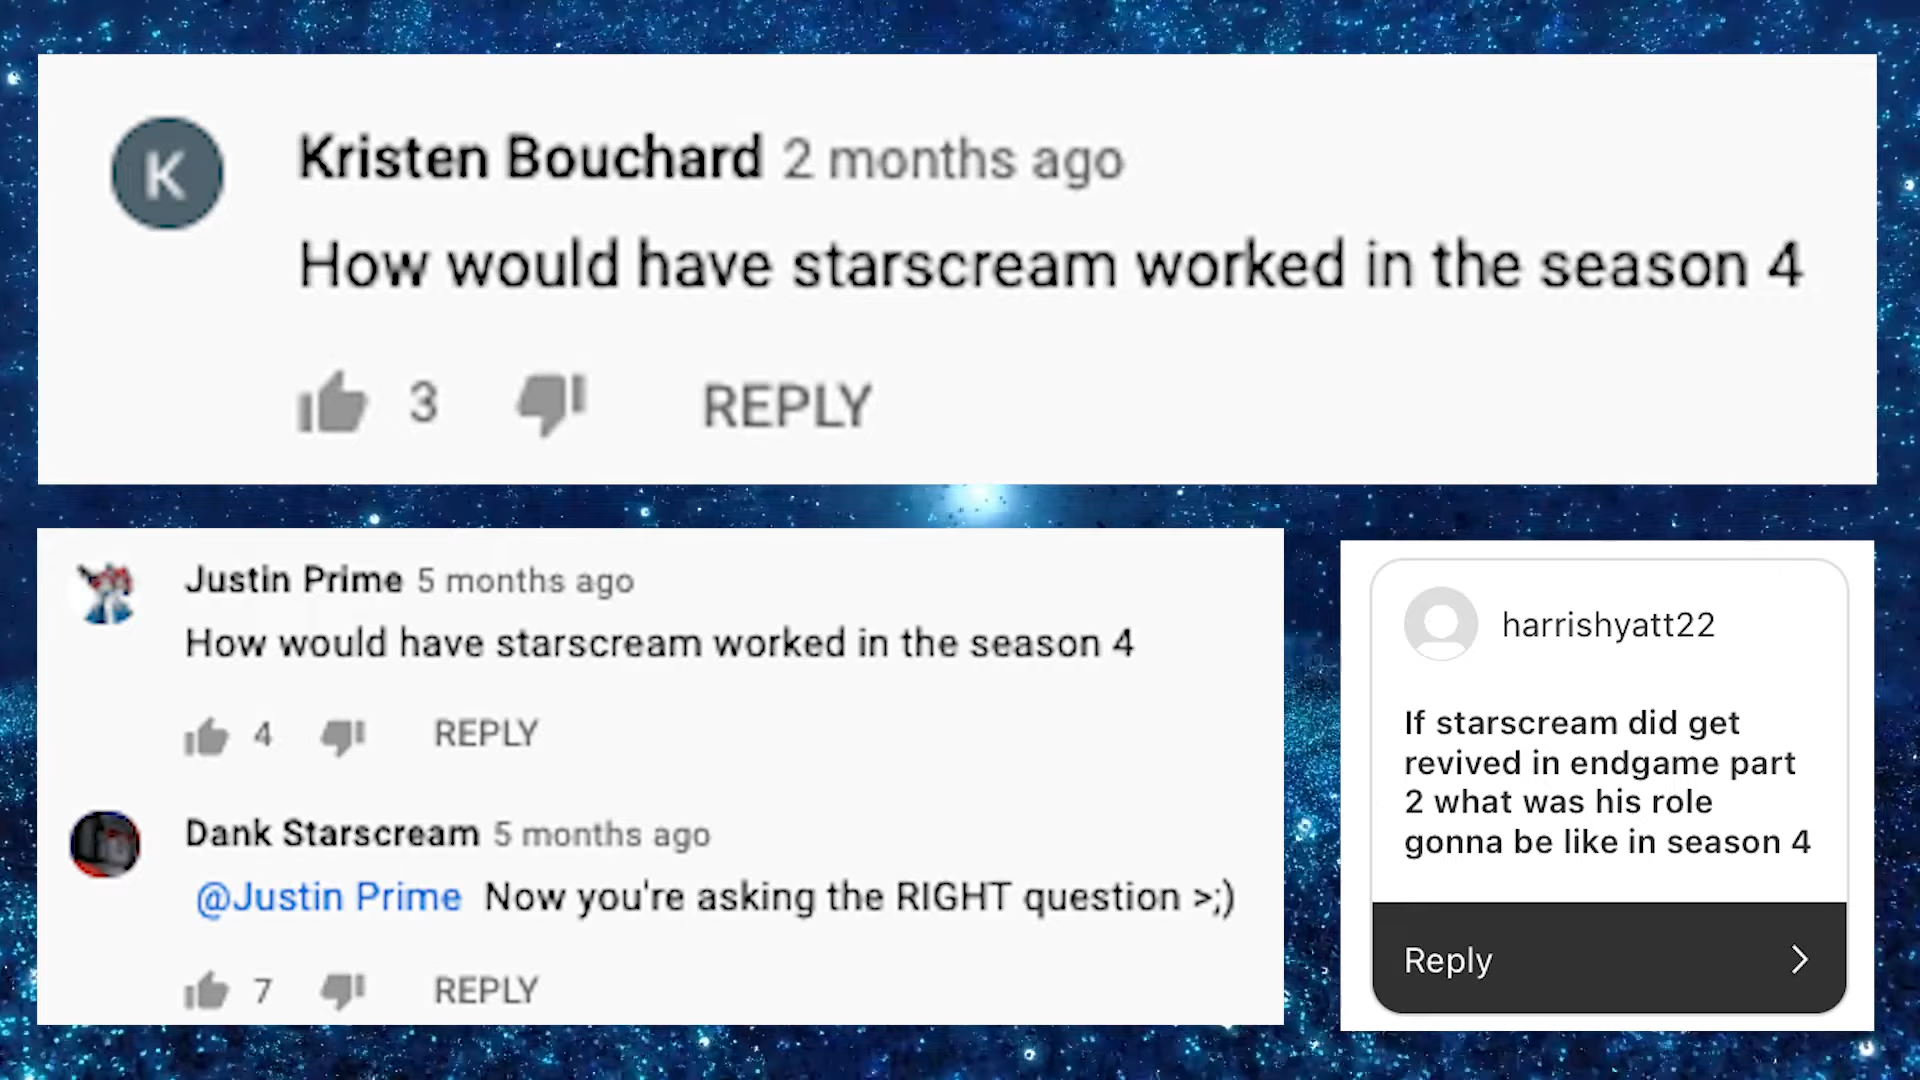 K
Kristen Bouchard 2 months ago
How would have starscream worked in the season 4
3 REPLY
Justin Prime 5 months ago
How would have starscream worked in the season 4
4 REPLY
Dank Starscream 5 months ago
@Justin Prime Now you're asking the RIGHT question >;)
7 REPLY
harrishyatt22
If starscream did get
revived in endgame part
2 what was his role
gonna be like in season 4
Reply